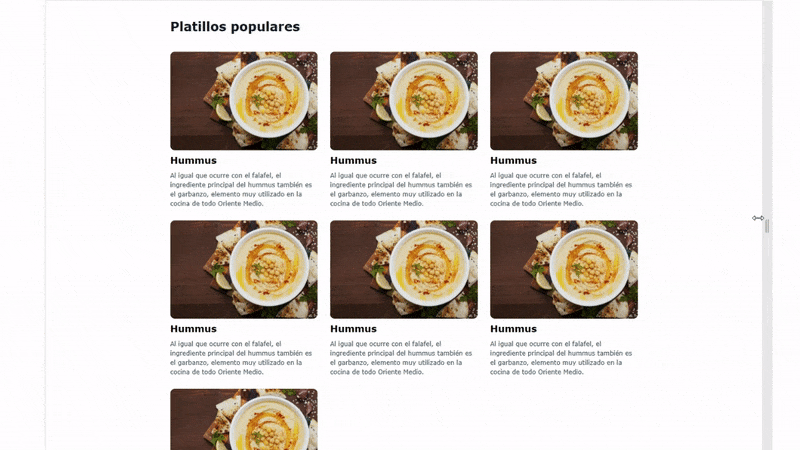 Platillos populares
Hummus
Al igual que ocurre con el falafel, el
ingrediente principal del hummus también es
el garbanzo, elemento muy utilizado en la
cocina de todo Oriente Medio.
Hummus
Al igual que ocurre con el falafel, el
ingrediente principal del hummus también es
el garbanzo, elemento muy utilizado en la
cocina de todo Oriente Medio.
Hummus
Al igual que ocurre con el falafel, el
ingrediente principal del hummus también es
el garbanzo, elemento muy utilizado en la
cocina de todo Oriente Medio.
Hummus
Al igual que ocurre con el falafel, el
ingrediente principal del hummus también es
el garbanzo, elemento muy utilizado en la
cocina de todo Oriente Medio.
Hummus
Al igual que ocurre con el falafel, el
ingrediente principal del hummus también es
el garbanzo, elemento muy utilizado en la
cocina de todo Oriente Medio.
Hummus
Al igual que ocurre con el falafel, el
ingrediente principal del hummus también es
el garbanzo, elemento muy utilizado en la
cocina de todo Oriente Medio.